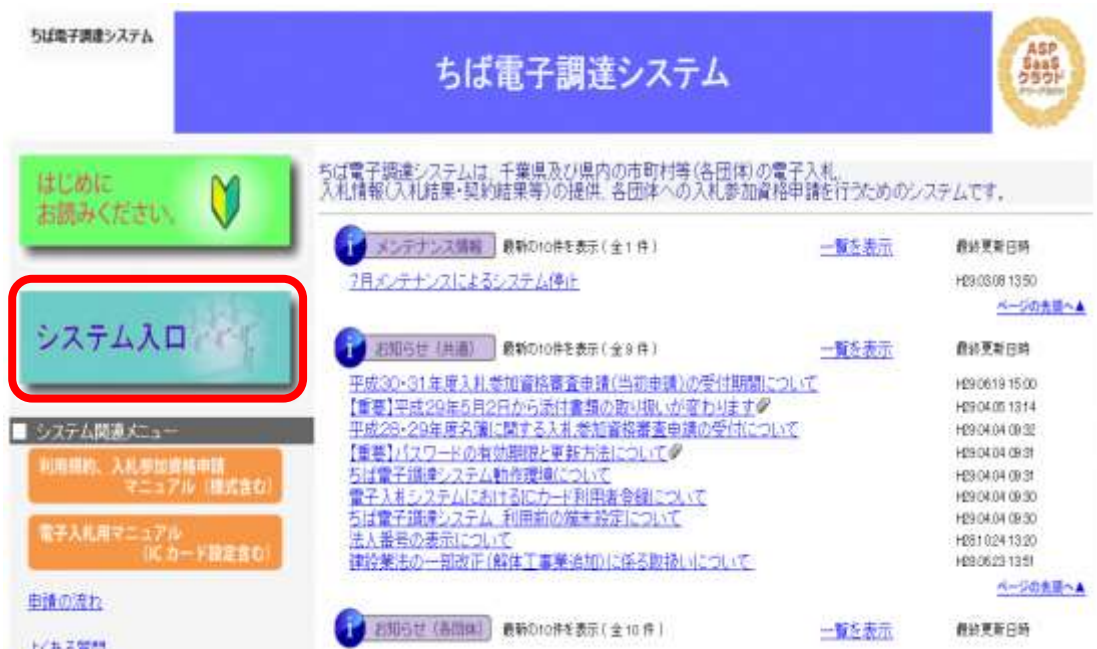 ちば電子調達システム
ちば電子調達システム
ASP
SaaS
クラウド
はじめに
お読みください。
システム入口
■ システム関連メニュー
利用規約、入札参加資格申請
マニュアル（様式含む）
電子入札用マニュアル
（ICカード設定含む）
申請の流れ
よくある質問
ちば電子調達システムは、千葉県及び県内の市町村等(各団体)の電子入札、
入札情報(入札結果・契約結果等)の提供、各団体への入札参加資格申請を行うためのシステムです。
メンテナンス情報 最新の10件を表示(全1件) 一覧を表示 最終更新日時
7月メンテナンスによるシステム停止 H29.03.08 13:50
ページの先頭へ▲
お知らせ（共通） 最新の10件を表示(全9件) 一覧を表示 最終更新日時
平成30・31年度入札参加資格審査申請(当初申請)の受付期間について H29.06.19 15:00
【重要】平成29年5月2日から添付書類の取り扱いが変わります H29.04.05 13:14
平成28・29年度名簿に関する入札参加資格審査申請の受付について H29.04.04 09:32
【重要】パスワードの有効期限と更新方法について H29.04.04 09:31
ちば電子調達システム動作環境について H29.04.04 09:31
電子入札システムにおけるICカード利用者登録について H29.04.04 09:30
ちば電子調達システム 利用前の端末設定について H29.04.04 09:30
法人番号の表示について H28.10.24 13:20
建設業法の一部改正(解体工事業追加)に係る取扱いについて H28.06.23 13:51
ページの先頭へ▲
お知らせ（各団体） 最新の10件を表示(全10件) 一覧を表示 最終更新日時